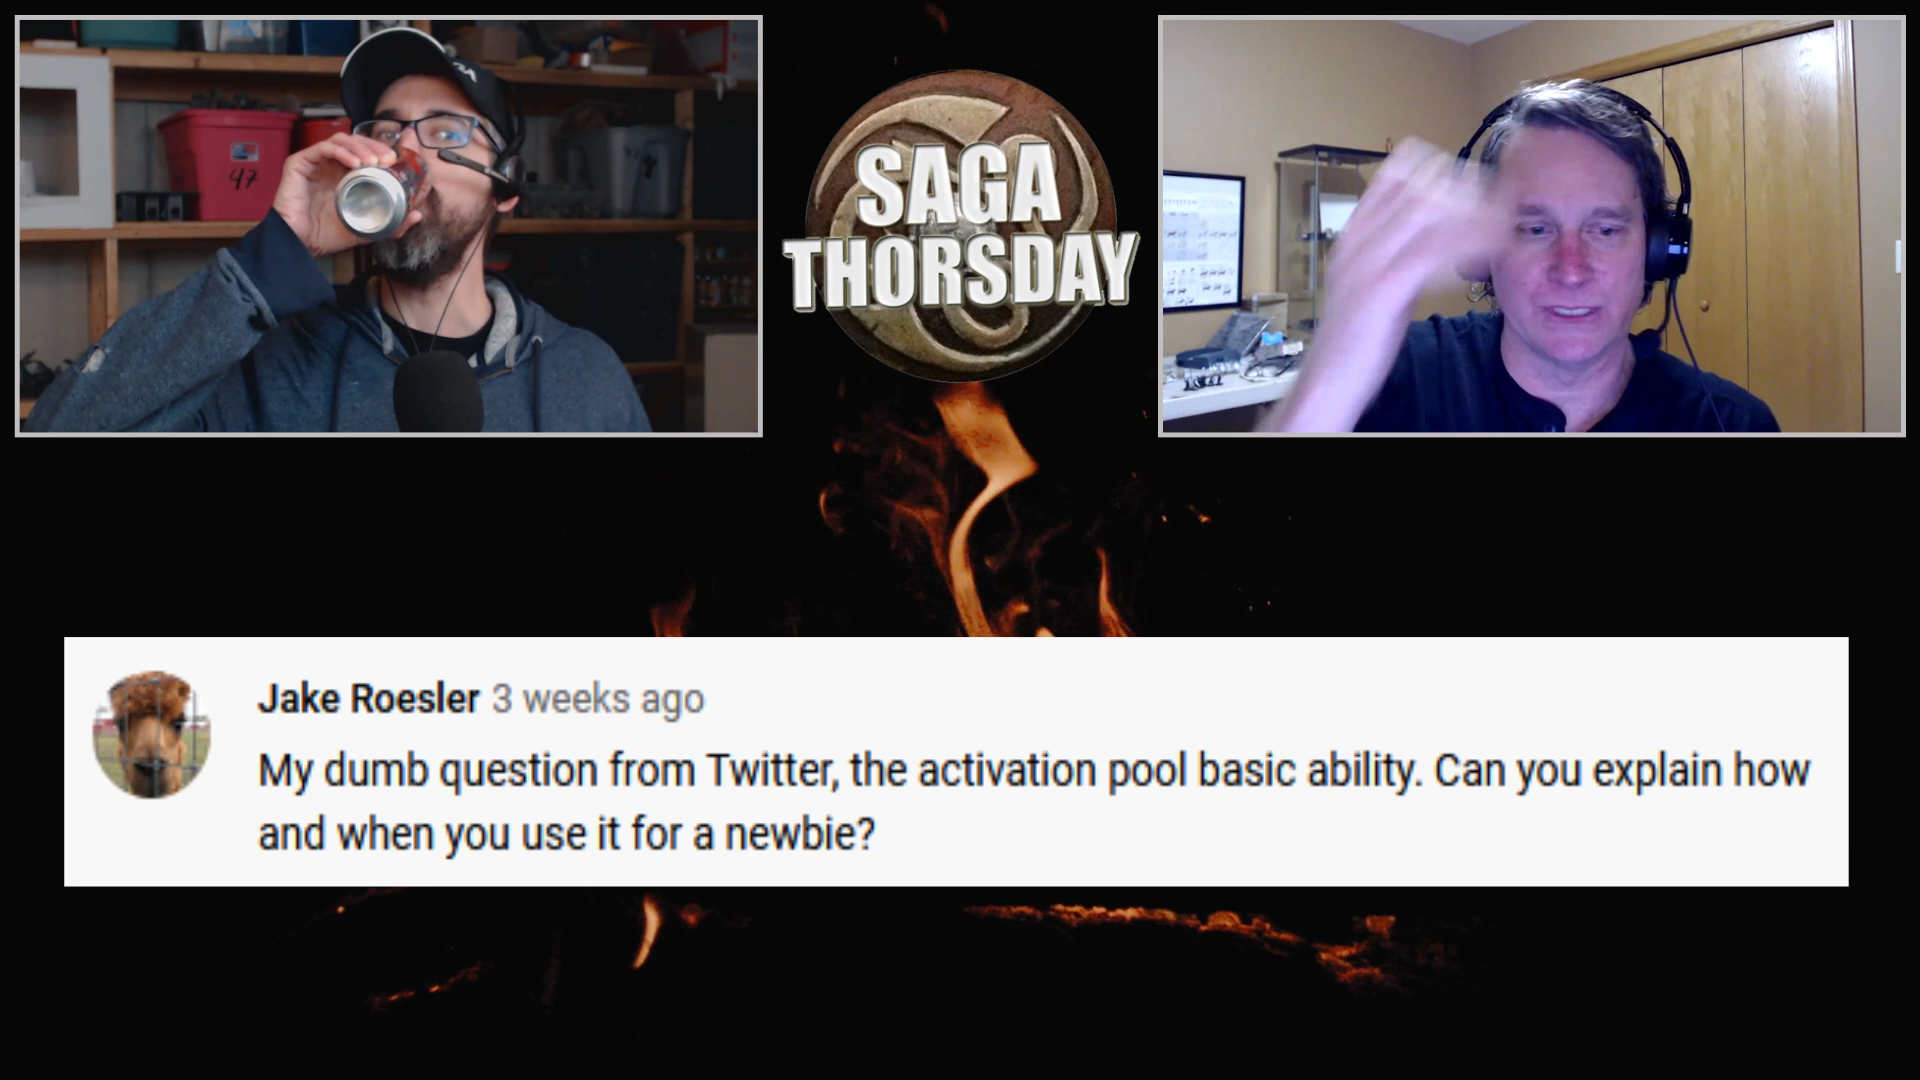 SAGA
THORSDAY
47
Jake Roesler 3 weeks ago
My dumb question from Twitter, the activation pool basic ability. Can you explain how
and when you use it for a newbie?